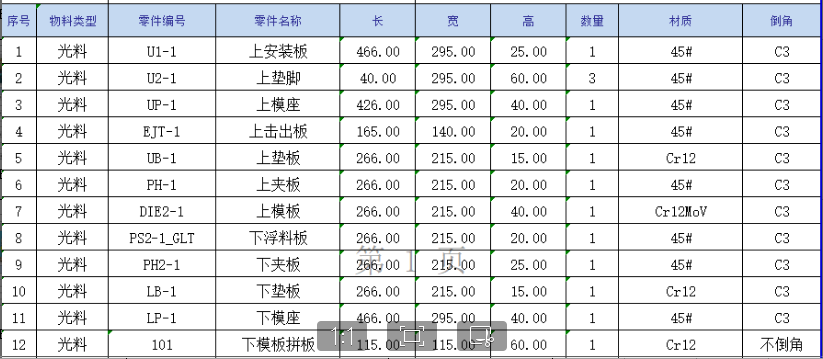 序号 物料类型 零件编号 零件名称 长 宽 高 数量 材质 倒角
1 光料 U1-1 上安装板 466.00 295.00 25.00 1 45# C3
2 光料 U2-1 上垫脚 40.00 295.00 60.00 3 45# C3
3 光料 UP-1 上模座 426.00 295.00 40.00 1 45# C3
4 光料 EJT-1 上击出板 165.00 140.00 20.00 1 45# C3
5 光料 UB-1 上垫板 266.00 215.00 15.00 1 Cr12 C3
6 光料 PH-1 上夹板 266.00 215.00 20.00 1 45# C3
7 光料 DIE2-1 上模板 266.00 215.00 40.00 1 Cr12MoV C3
8 光料 PS2-1_GLT 下浮料板 266.00 215.00 20.00 1 45# C3
第 1 页
9 光料 PH2-1 下夹板 266.00 215.00 25.00 1 45# C3
10 光料 LB-1 下垫板 266.00 215.00 15.00 1 Cr12 C3
11 光料 LP-1 下模座 466.00 295.00 40.00 1 45# C3
12 光料 101 下模板拼板 115.00 115.00 60.00 1 Cr12 不倒角
1:1